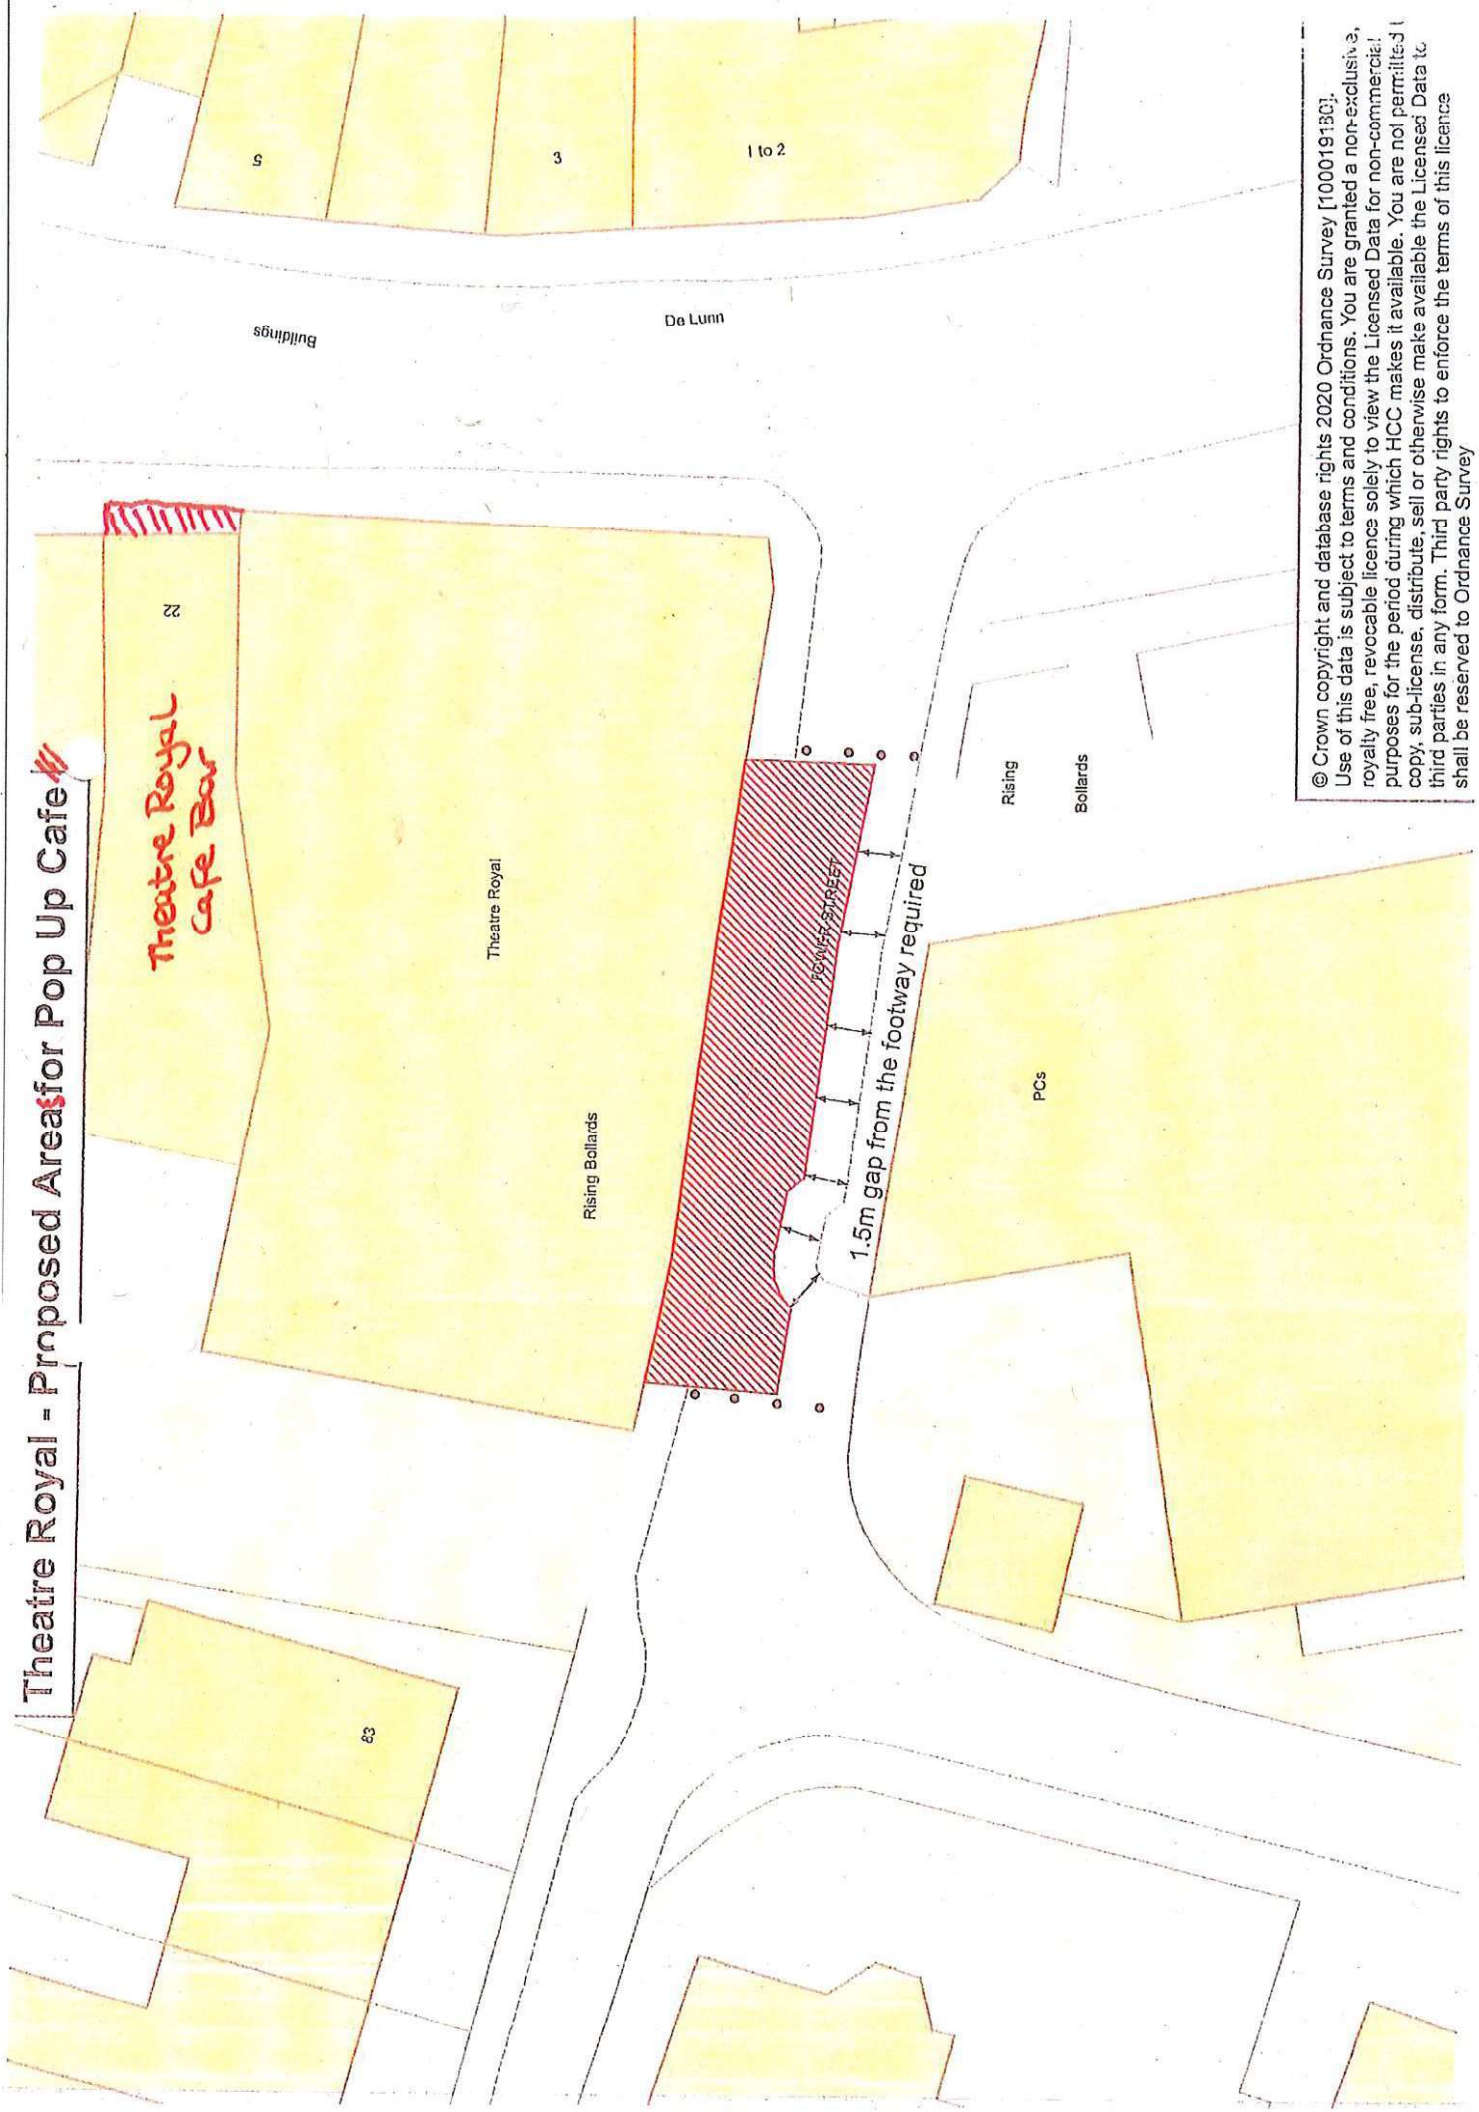 Theatre Royal - Proposed Areas for Pop Up Cafe
Theatre Royal
Cafe Bar
22
5
3
1 to 2
Buildings
De Lunn
Theatre Royal
Rising Bollards
TOWER STREET
1.5m gap from the footway required
Rising
Bollards
PCs
83
© Crown copyright and database rights 2020 Ordnance Survey [100019180].
Use of this data is subject to terms and conditions. You are granted a non-exclusive,
royalty free, revocable licence solely to view the Licensed Data for non-commercial
purposes for the period during which HCC makes it available. You are not permitted
copy, sub-license, distribute, sell or otherwise make available the Licensed Data to
third parties in any form. Third party rights to enforce the terms of this licence
shall be reserved to Ordnance Survey